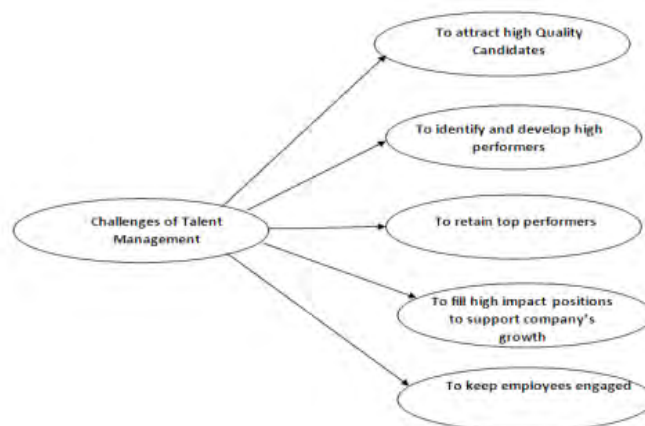 To attract high Quality
Candidates
To identify and develop high
performers
Challenges of Talent
Management
To retain top performers
To fill high impact positions
to support company's
growth
To keep employees engaged